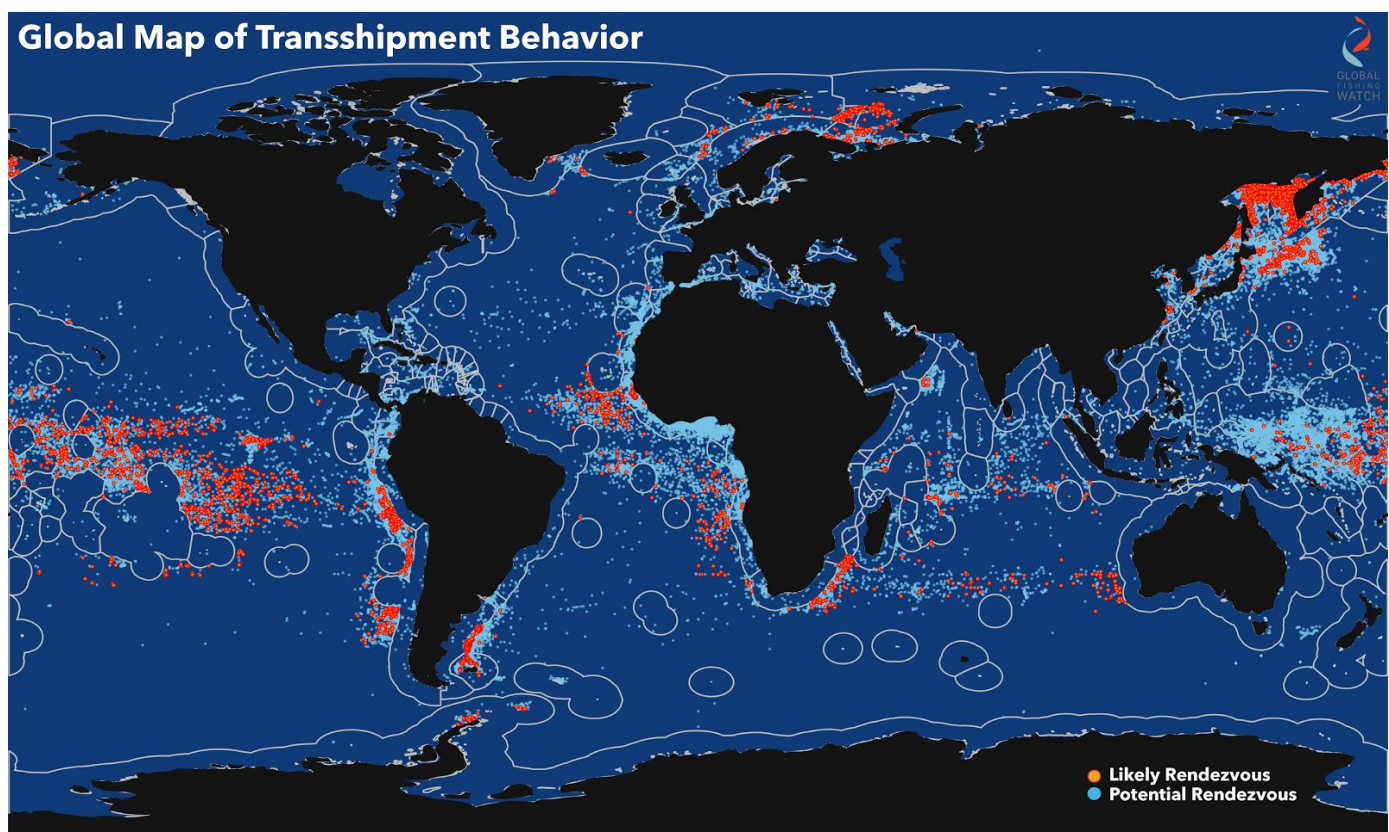 Global Map of Transshipment Behavior
GLOBAL
FISHING
WATCH
Likely Rendezvous
Potential Rendezvous